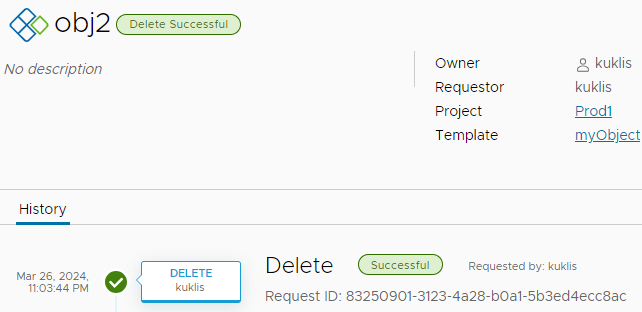 obj2 Delete Successful
No description
Owner kuklis
Requestor kuklis
Project Prod1
Template myObject
History
Mar 26, 2024,
11:03:44 PM
DELETE
kuklis
Delete Successful Requested by: kuklis
Request ID: 83250901-3123-4a28-b0a1-5b3ed4ecc8ac